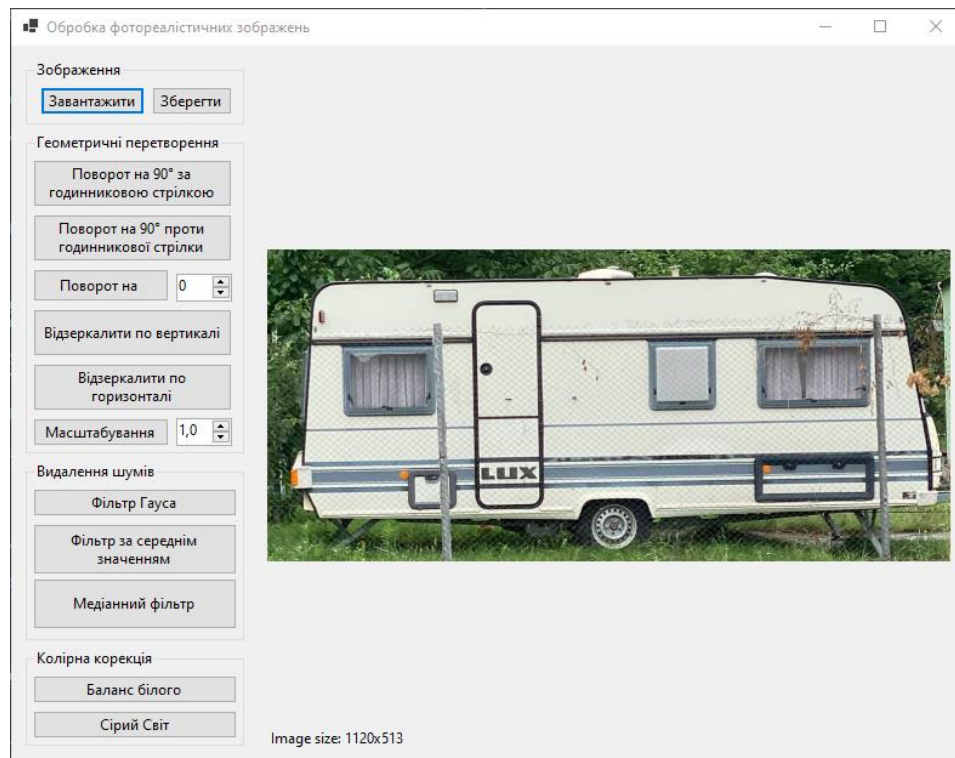 Обробка фотореалістичних зображень
Зображення
Завантажити
Зберегти
Геометричні перетворення
Поворот на 90° за
годинниковою стрілкою
Поворот на 90° проти
годинникової стрілки
Поворот на
0
Відзеркалити по вертикалі
Відзеркалити по
горизонталі
Масштабування
1,0
Видалення шумів
Фільтр Гауса
Фільтр за середнім
значенням
Медіанний фільтр
Колірна корекція
Баланс білого
Сірий Світ
LUX
Image size: 1120x513